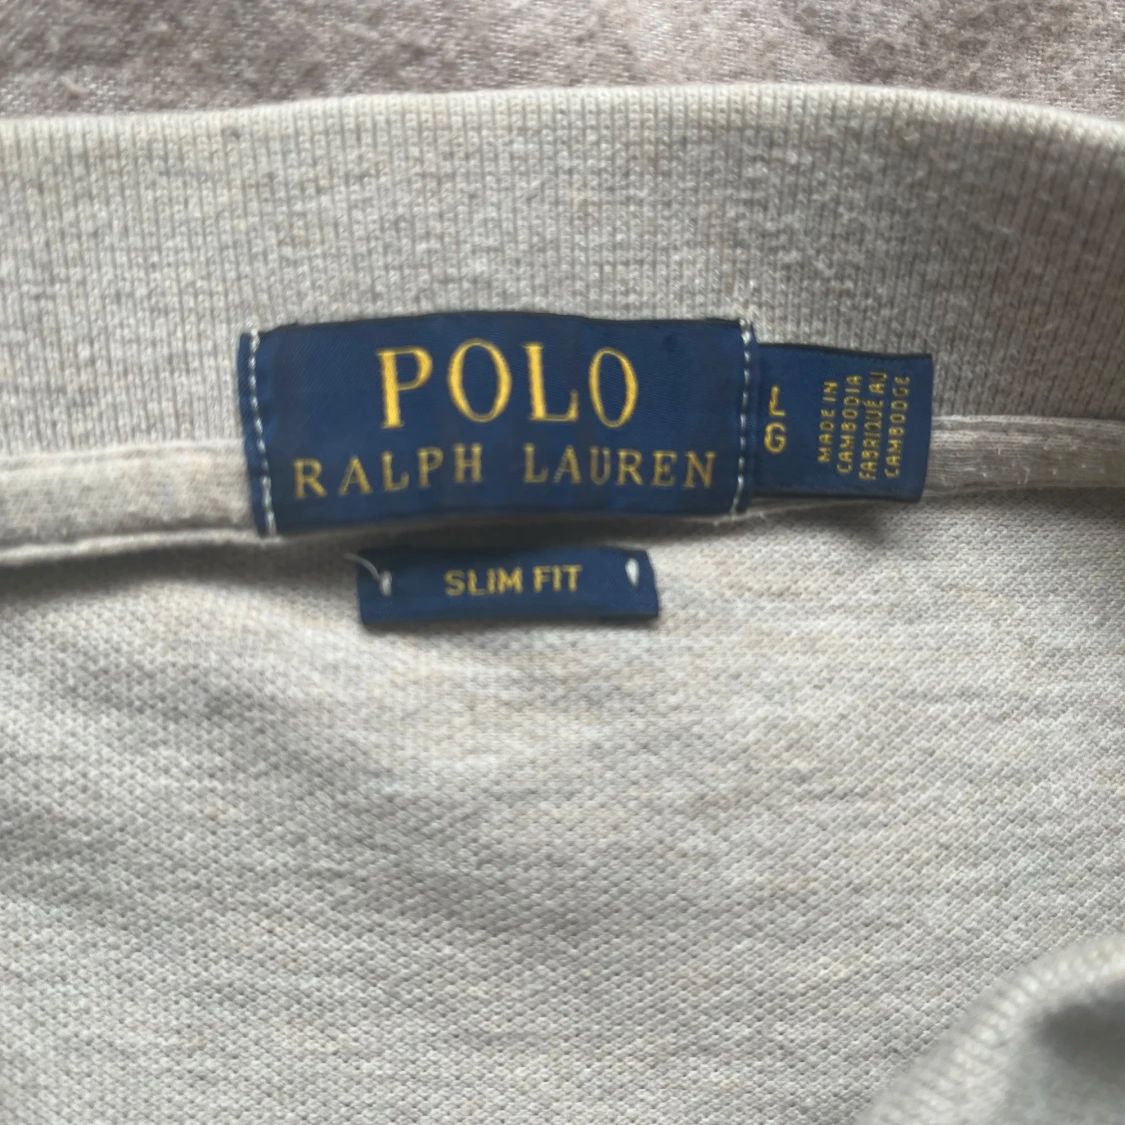 POLO
RALPH LAUREN
L
G
MADE IN
CAMBODIA
FABRIQUÉ AU
CAMBODGE
SLIM FIT